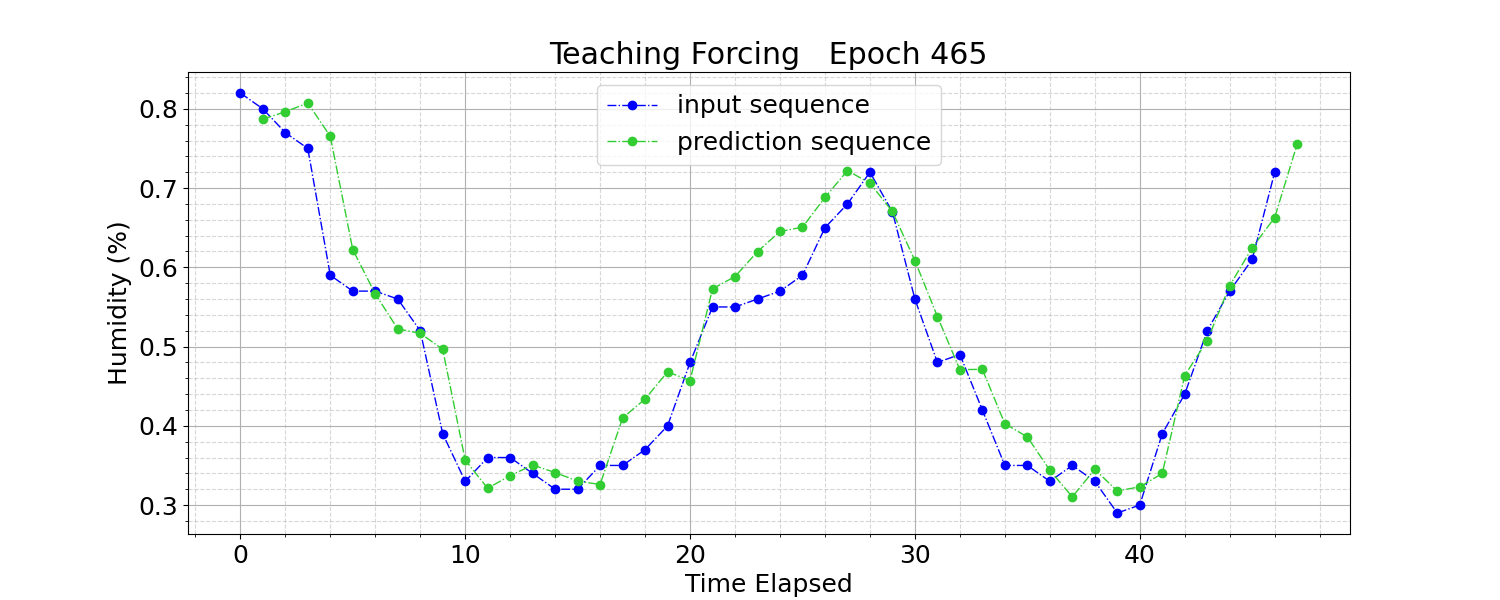 Teaching Forcing   Epoch 465
input sequence
prediction sequence
Humidity (%)
0.8
0.7
0.6
0.5
0.4
0.3
0 10 20 30 40
Time Elapsed